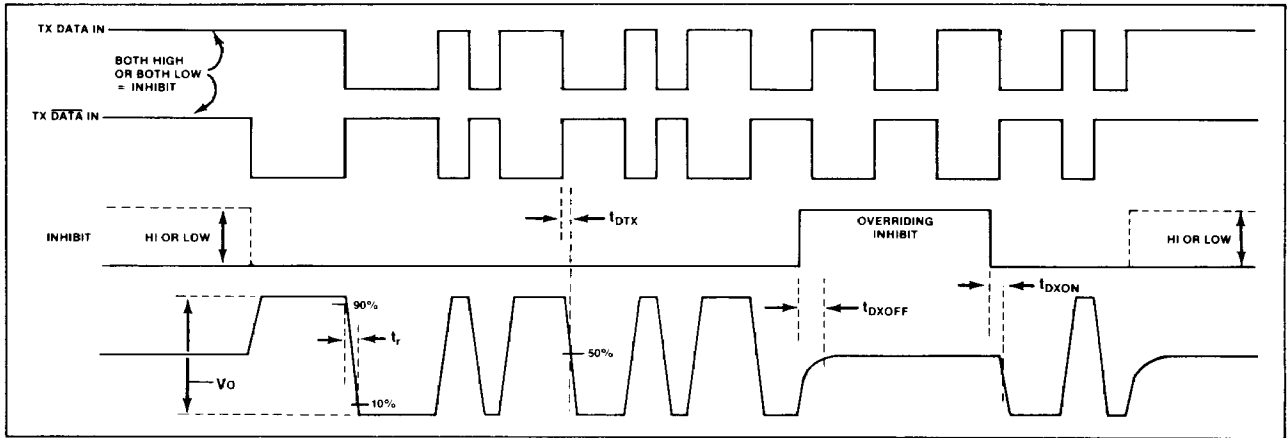 TX DATA IN
BOTH HIGH
OR BOTH LOW
= INHIBIT
TX D̅A̅T̅A̅ IN
tDTX
INHIBIT
HI OR LOW
OVERRIDING
INHIBIT
HI OR LOW
tDXOFF
tDXON
90%
tr
50%
VO
10%